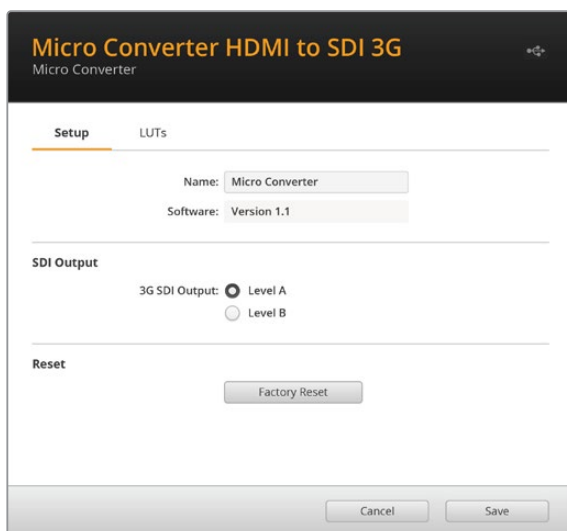 Micro Converter HDMI to SDI 3G
Micro Converter
Setup LUTs
Name: Micro Converter
Software: Version 1.1
SDI Output
3G SDI Output: Level A
Level B
Reset
Factory Reset
Cancel Save